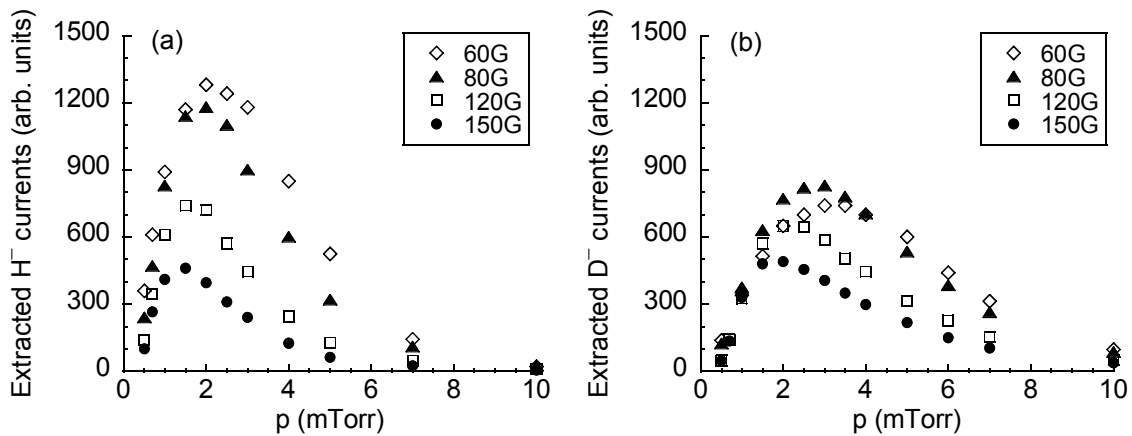 (a)
Extracted H⁻ currents (arb. units)
1500
1200
900
600
300
0
0
2
4
6
8
10
p (mTorr)
60G
80G
120G
150G
(b)
Extracted D⁻ currents (arb. units)
1500
1200
900
600
300
0
0
2
4
6
8
10
p (mTorr)
60G
80G
120G
150G